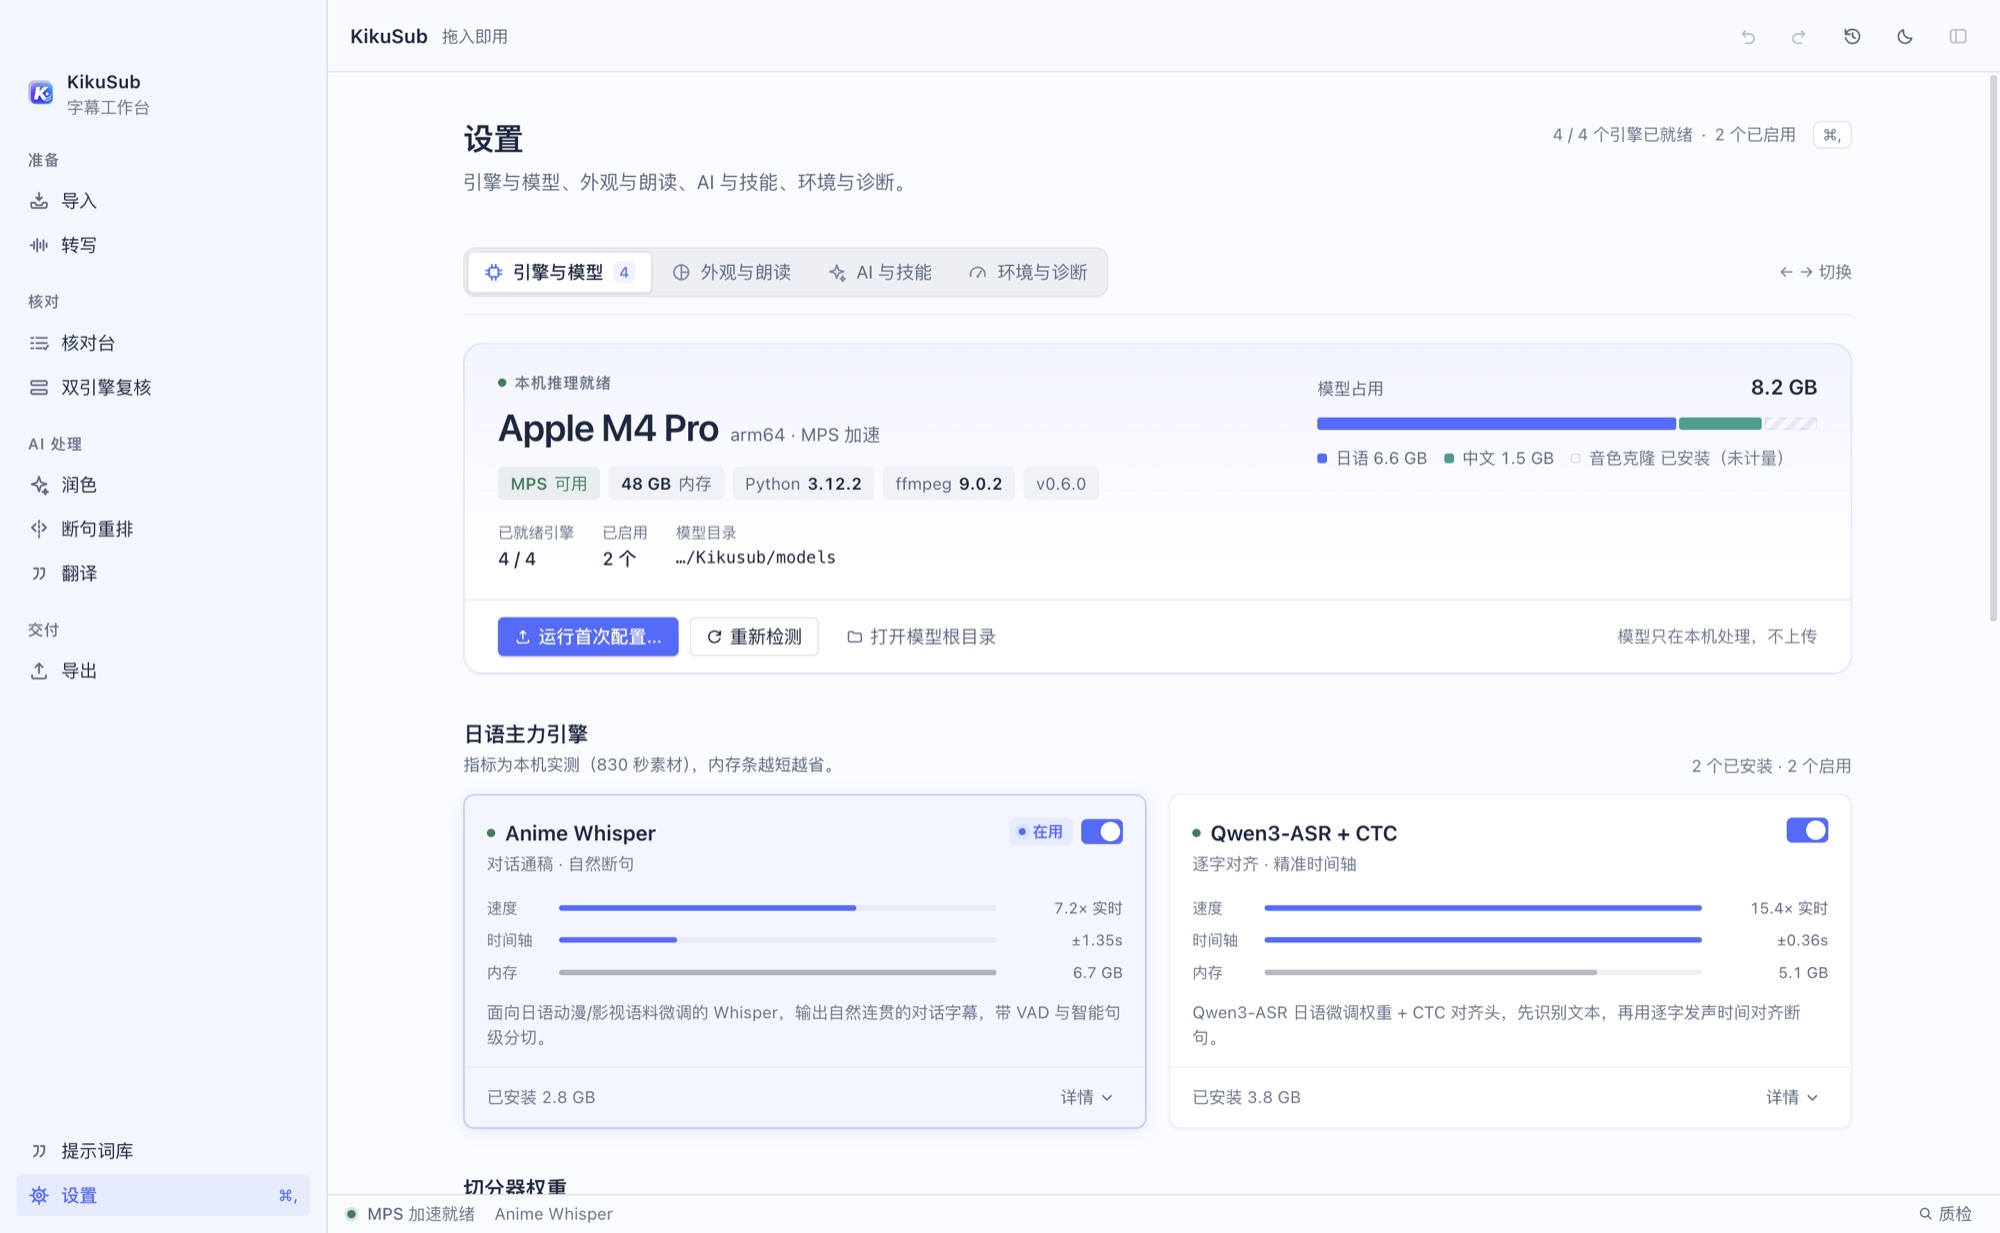 KikuSub
字幕工作台
准备
导入
转写
核对
核对台
双引擎复核
AI 处理
润色
断句重排
翻译
交付
导出
提示词库
设置 ⌘,
KikuSub 拖入即用
设置
4 / 4 个引擎已就绪 · 2 个已启用 ⌘,
引擎与模型、外观与朗读、AI 与技能、环境与诊断。
引擎与模型 4 外观与朗读 AI 与技能 环境与诊断 ← → 切换
本机推理就绪
Apple M4 Pro arm64 · MPS 加速
MPS 可用 48 GB 内存 Python 3.12.2 ffmpeg 9.0.2 v0.6.0
已就绪引擎 已启用 模型目录
4 / 4 2 个 …/Kikusub/models
模型占用 8.2 GB
日语 6.6 GB 中文 1.5 GB 音色克隆 已安装（未计量）
运行首次配置... 重新检测 打开模型根目录 模型只在本机处理，不上传
日语主力引擎
指标为本机实测（830 秒素材），内存条越短越省。 2 个已安装 · 2 个启用
Anime Whisper 在用
对话通稿 · 自然断句
速度 7.2× 实时
时间轴 ±1.35s
内存 6.7 GB
面向日语动漫/影视语料微调的 Whisper，输出自然连贯的对话字幕，带 VAD 与智能句
级分切。
已安装 2.8 GB 详情
Qwen3-ASR + CTC
逐字对齐 · 精准时间轴
速度 15.4× 实时
时间轴 ±0.36s
内存 5.1 GB
Qwen3-ASR 日语微调权重 + CTC 对齐头，先识别文本，再用逐字发声时间对齐断
句。
已安装 3.8 GB 详情
切分器权重
MPS 加速就绪 Anime Whisper 质检